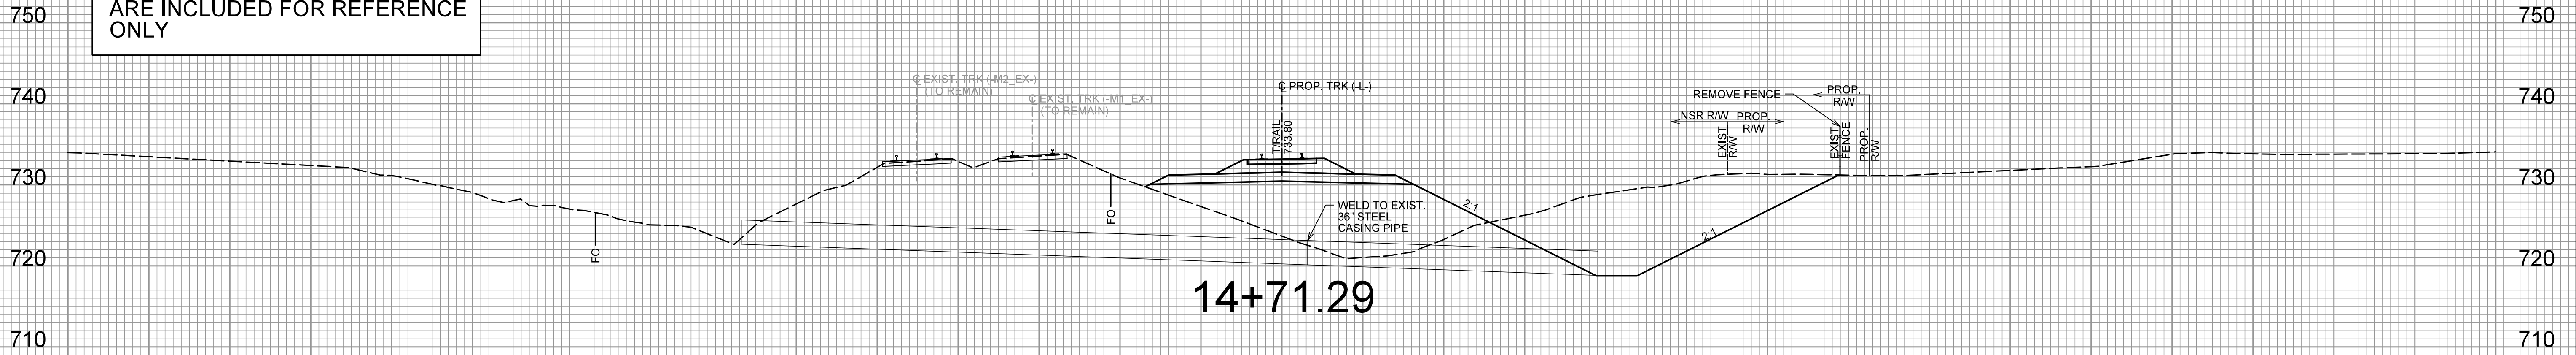 ARE INCLUDED FOR REFERENCE
ONLY
750
750
740
740
730
730
720
720
710
710
℄ EXIST. TRK (-M2_EX-)
(TO REMAIN)
℄ EXIST. TRK (-M1_EX-)
(TO REMAIN)
℄ PROP. TRK (-L-)
T/RAIL
733.80
REMOVE FENCE
PROP.
R/W
NSR R/W
PROP.
R/W
EXIST.
R/W
EXIST.
FENCE
PROP.
R/W
FO
FO
WELD TO EXIST.
36" STEEL
CASING PIPE
2:1
2:1
14+71.29